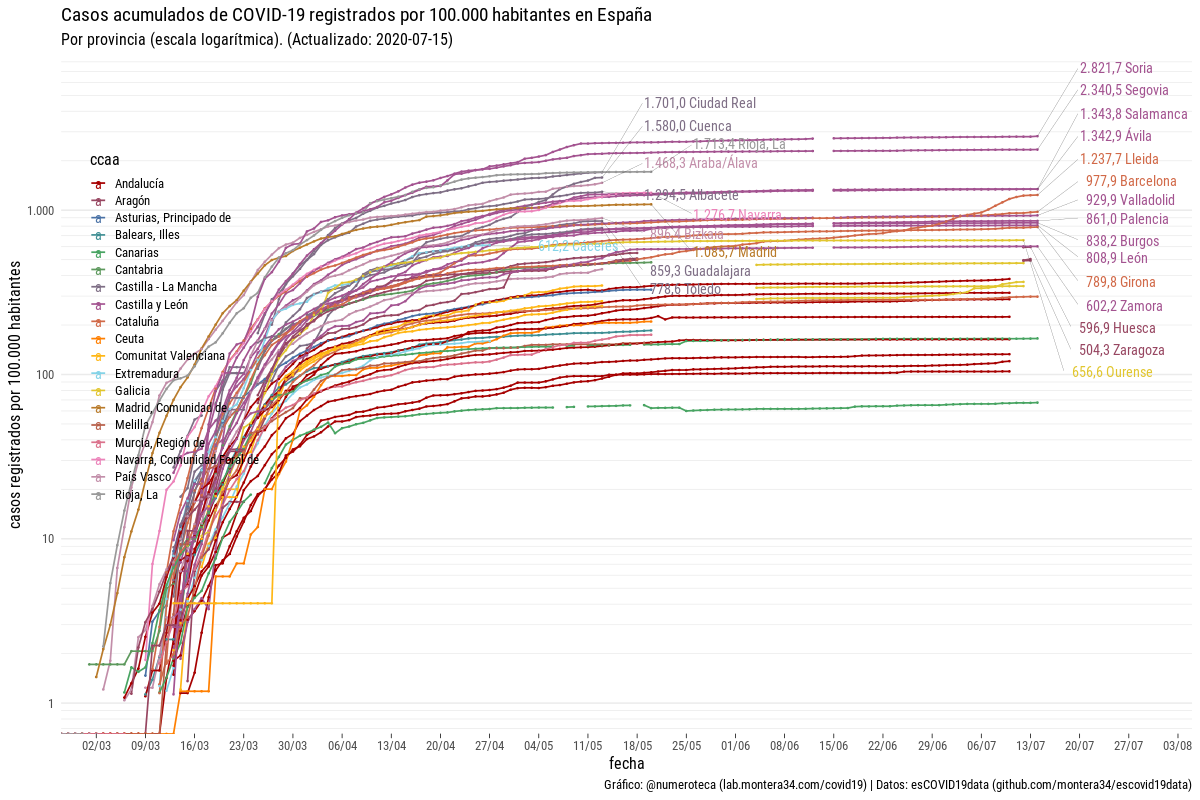 Casos acumulados de COVID-19 registrados por 100.000 habitantes en España
Por provincia (escala logarítmica). (Actualizado: 2020-07-15)
casos registrados por 100.000 habitantes
1.000
100
10
1
ccaa
Andalucía
Aragón
Asturias, Principado de
Balears, Illes
Canarias
Cantabria
Castilla - La Mancha
Castilla y León
Cataluña
Ceuta
Comunitat Valenciana
Extremadura
Galicia
Madrid, Comunidad de
Melilla
Murcia, Región de
Navarra, Comunidad Foral de
País Vasco
Rioja, La
1.701,0 Ciudad Real
1.580,0 Cuenca
1.713,4 Rioja, La
1.468,3 Araba/Álava
1.294,5 Albacete
1.276,7 Navarra
896,4 Bizkaia
612,2 Cáceres
1.085,7 Madrid
859,3 Guadalajara
778,6 Toledo
2.821,7 Soria
2.340,5 Segovia
1.343,8 Salamanca
1.342,9 Ávila
1.237,7 Lleida
977,9 Barcelona
929,9 Valladolid
861,0 Palencia
838,2 Burgos
808,9 León
789,8 Girona
602,2 Zamora
596,9 Huesca
504,3 Zaragoza
656,6 Ourense
02/03 09/03 16/03 23/03 30/03 06/04 13/04 20/04 27/04 04/05 11/05 18/05 25/05 01/06 08/06 15/06 22/06 29/06 06/07 13/07 20/07 27/07 03/08
fecha
Gráfico: @numeroteca (lab.montera34.com/covid19) | Datos: esCOVID19data (github.com/montera34/escovid19data)